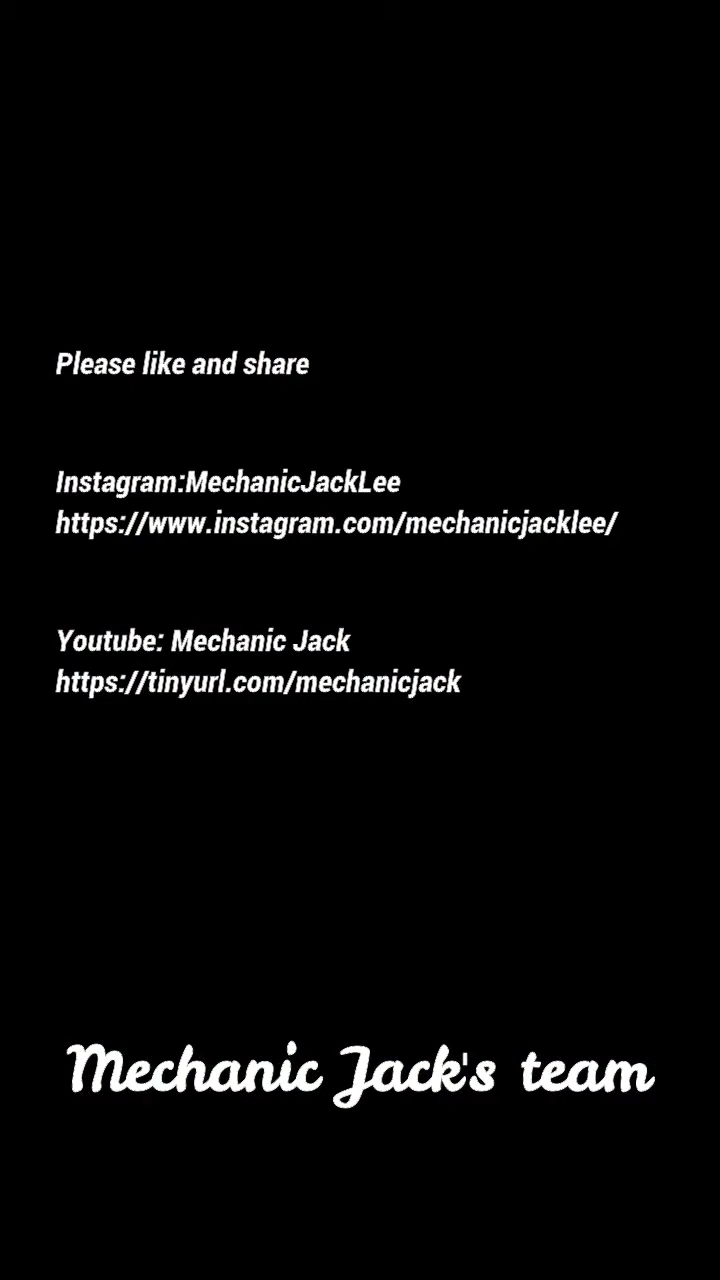 Please like and share
Instagram:MechanicJackLee
https://www.instagram.com/mechanicjacklee/
Youtube: Mechanic Jack
https://tinyurl.com/mechanicjack
Mechanic Jack's team